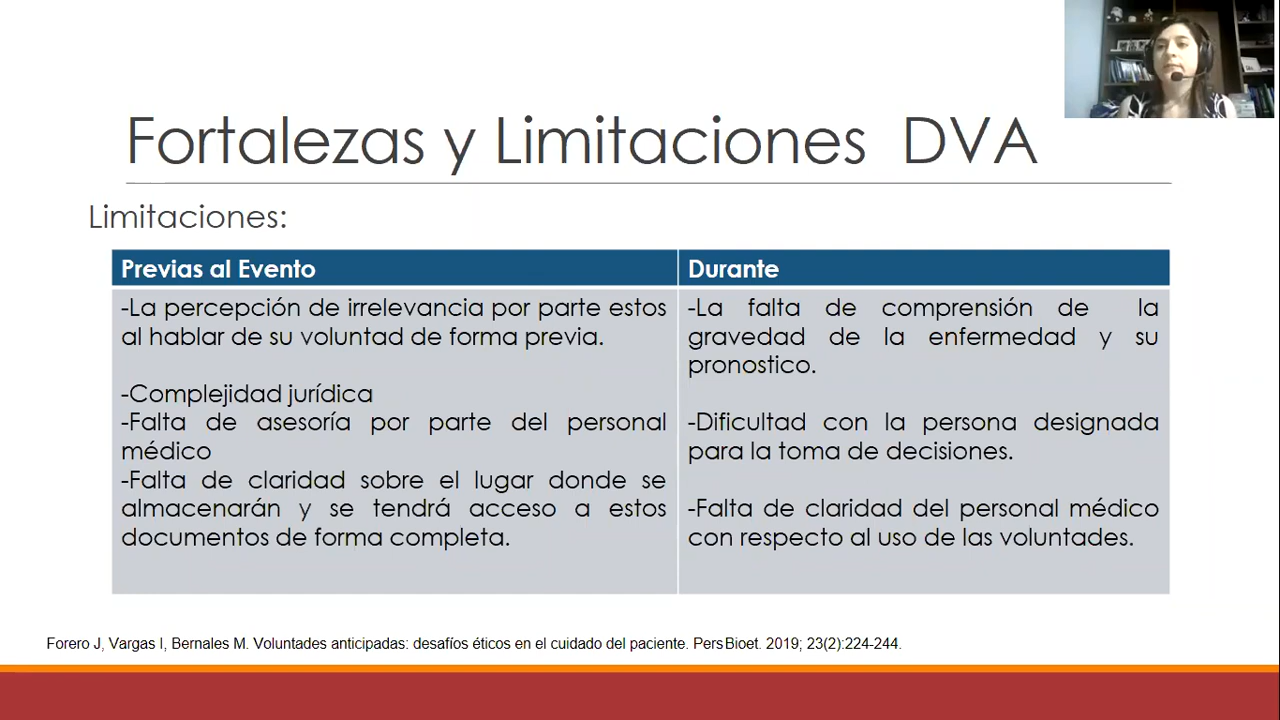 Fortalezas y Limitaciones DVA
Limitaciones:
Previas al Evento
-La percepción de irrelevancia por parte estos
al hablar de su voluntad de forma previa.
-Complejidad jurídica
-Falta de asesoría por parte del personal
médico
-Falta de claridad sobre el lugar donde se
almacenarán y se tendrá acceso a estos
documentos de forma completa.
Durante
-La falta de comprensión de la
gravedad de la enfermedad y su
pronostico.
-Dificultad con la persona designada
para la toma de decisiones.
-Falta de claridad del personal médico
con respecto al uso de las voluntades.
Forero J, Vargas I, Bernales M. Voluntades anticipadas: desafíos éticos en el cuidado del paciente. Pers Bioet. 2019; 23(2):224-244.